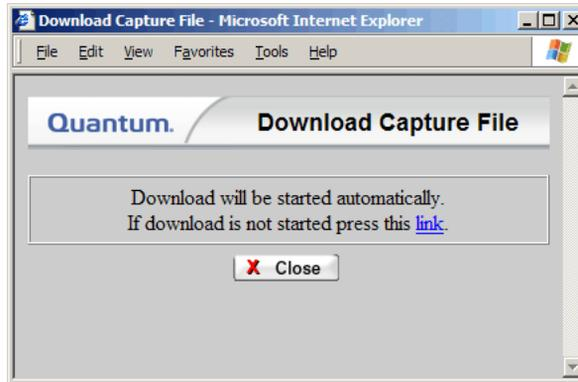 Download Capture File - Microsoft Internet Explorer
File Edit View Favorites Tools Help
Quantum. Download Capture File
Download will be started automatically.
If download is not started press this link.
X Close